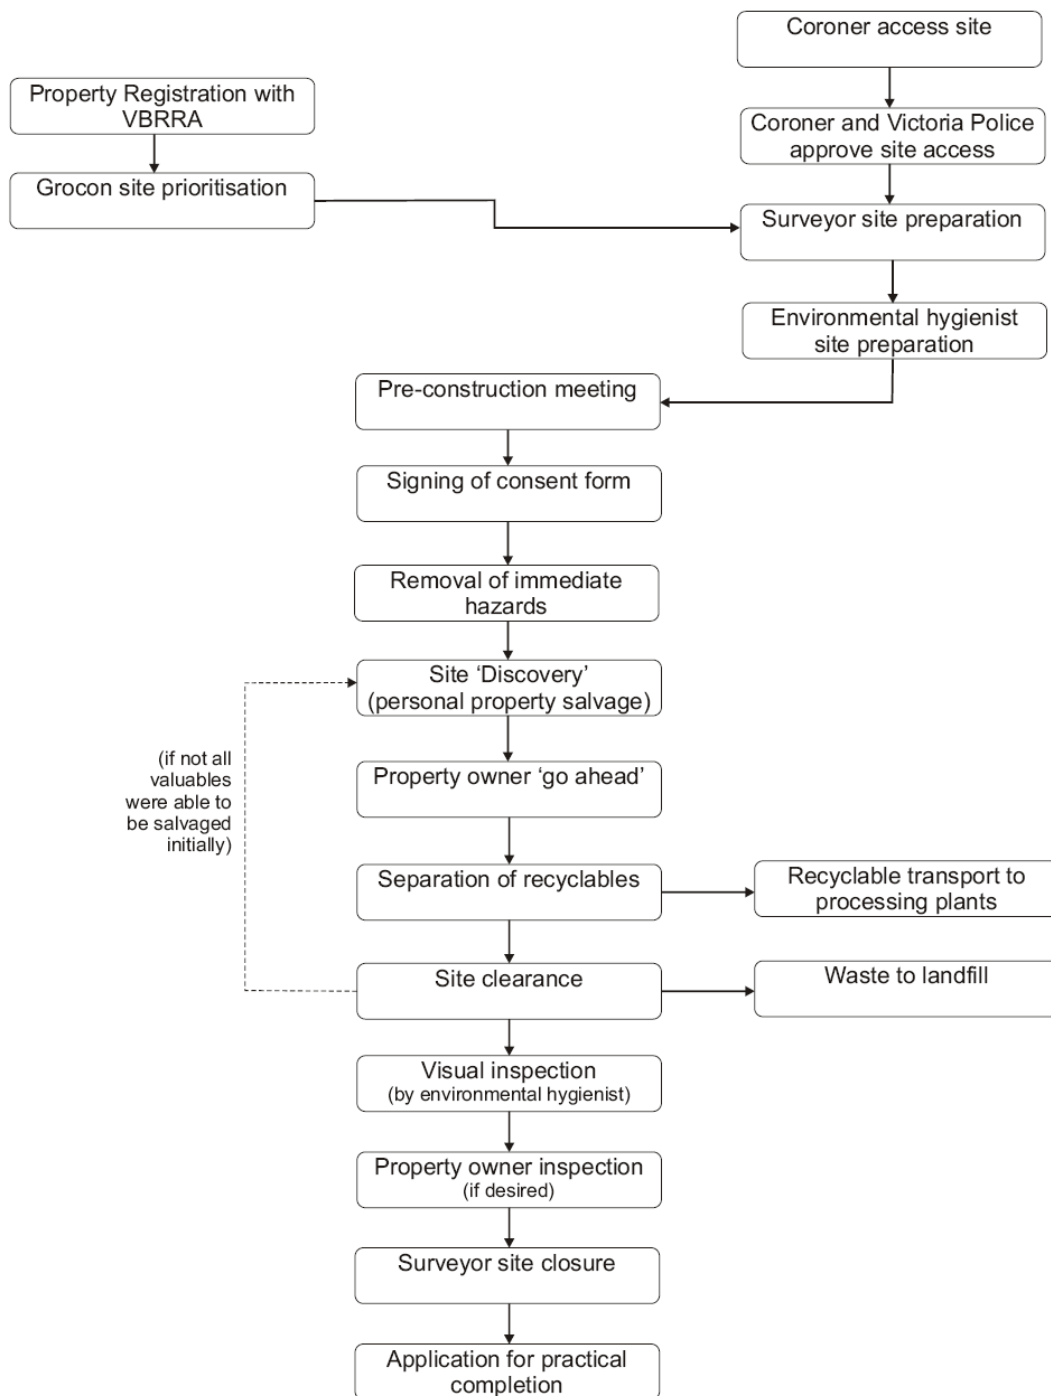 Coroner access site
Property Registration with
VBRRA
Coroner and Victoria Police
approve site access
Grocon site prioritisation
Surveyor site preparation
Environmental hygienist
site preparation
Pre-construction meeting
Signing of consent form
Removal of immediate
hazards
Site ‘Discovery’
(personal property salvage)
(if not all
valuables
were able to
be salvaged
initially)
Property owner ‘go ahead’
Separation of recyclables
Recyclable transport to
processing plants
Site clearance
Waste to landfill
Visual inspection
(by environmental hygienist)
Property owner inspection
(if desired)
Surveyor site closure
Application for practical
completion